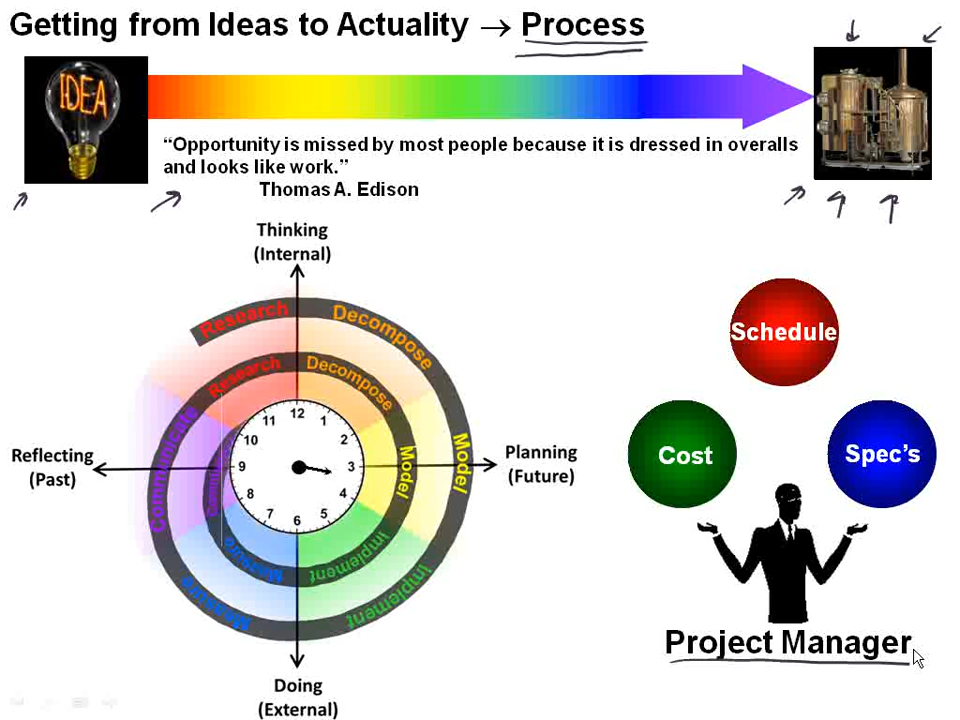 Getting from Ideas to Actuality → Process
IDEA
“Opportunity is missed by most people because it is dressed in overalls
and looks like work.”
Thomas A. Edison
Thinking
(Internal)
Research
Decompose
Research
Decompose
Model
Model
Implement
Implement
Measure
Measure
Communicate
Communicate
12
1
2
3
4
5
6
7
8
9
10
11
Reflecting
(Past)
Planning
(Future)
Doing
(External)
Schedule
Cost
Spec's
Project Manager